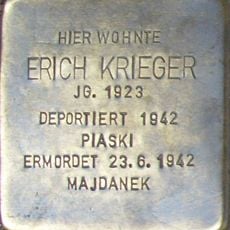 HIER WOHNTE
ERICH KRIEGER
JG. 1923
DEPORTIERT 1942
PIASKI
ERMORDET 23.6.1942
MAJDANEK